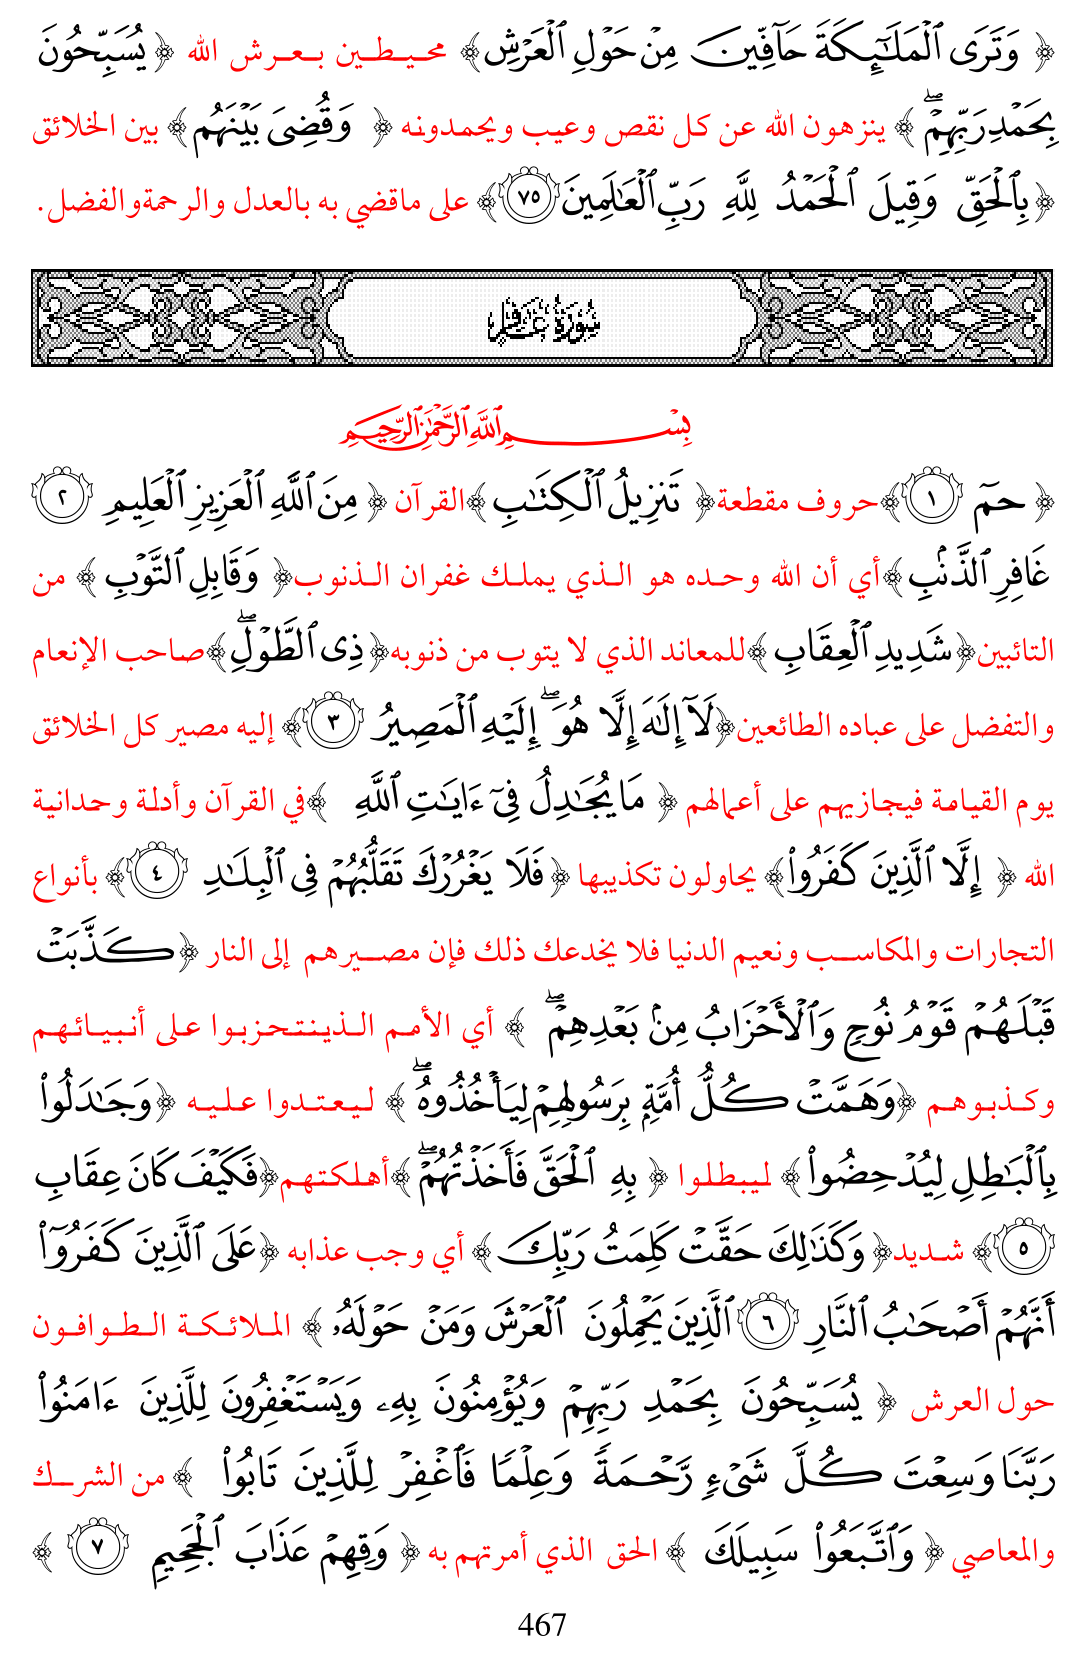 ﴿ وَتَرَى ٱلْمَلَـٰٓئِكَةَ حَآفِّينَ مِنْ حَوْلِ ٱلْعَرْشِ﴾ محيطين بعرش الله ﴿ يُسَبِّحُونَ
بِحَمْدِ رَبِّهِمْ ۖ ﴾ ينزهون الله عن كل نقص وعيب ويحمدونه ﴿ وَقُضِىَ بَيْنَهُم ﴾ بين الخلائق
﴿ بِٱلْحَقِّ وَقِيلَ ٱلْحَمْدُ لِلَّهِ رَبِّ ٱلْعَـٰلَمِينَ ٧٥﴾ على ماقضي به بالعدل والرحمةوالفضل.
سُورَةُ غَافِرٍ
بِسْمِ ٱللَّهِ ٱلرَّحْمَـٰنِ ٱلرَّحِيمِ
﴿ حمٓ ١﴾حروف مقطعة﴿ تَنزِيلُ ٱلْكِتَـٰبِ ﴾القرآن ﴿ مِنَ ٱللَّهِ ٱلْعَزِيزِ ٱلْعَلِيمِ ٢
غَافِرِ ٱلذَّنۢبِ ﴾أي أن الله وحده هو الذي يملك غفران الذنوب﴿ وَقَابِلِ ٱلتَّوْبِ ﴾ من
التائبين﴿شَدِيدِ ٱلْعِقَابِ ﴾للمعاند الذي لا يتوب من ذنوبه﴿ذِى ٱلطَّوْلِ ۖ﴾صاحب الإنعام
والتفضل على عباده الطائعين﴿لَآ إِلَـٰهَ إِلَّا هُوَ ۖ إِلَيْهِ ٱلْمَصِيرُ ٣﴾ إليه مصير كل الخلائق
يوم القيامة فيجازيهم على أعمالهم ﴿ مَا يُجَـٰدِلُ فِىٓ ءَايَـٰتِ ٱللَّهِ ﴾في القرآن وأدلة وحدانية
الله ﴿ إِلَّا ٱلَّذِينَ كَفَرُوا۟﴾ يحاولون تكذيبها ﴿ فَلَا يَغْرُرْكَ تَقَلُّبُهُمْ فِى ٱلْبِلَـٰدِ ٤﴾ بأنواع
التجارات والمكاسب ونعيم الدنيا فلا يخدعك ذلك فإن مصيرهم إلى النار ﴿ كَذَّبَتْ
قَبْلَهُمْ قَوْمُ نُوحٍ وَٱلْأَحْزَابُ مِنۢ بَعْدِهِمْ ۖ ﴾ أي الأمم الذينتحزبوا على أنبيائهم
وكذبوهم ﴿وَهَمَّتْ كُلُّ أُمَّةٍۭ بِرَسُولِهِمْ لِيَأْخُذُوهُ ۖ ﴾ ليعتدوا عليه ﴿وَجَـٰدَلُوا۟
بِٱلْبَـٰطِلِ لِيُدْحِضُوا۟ ﴾ ليبطلوا ﴿ بِهِ ٱلْحَقَّ فَأَخَذْتُهُمْ ۖ﴾أهلكتهم﴿فَكَيْفَ كَانَ عِقَابِ
٥﴾ شديد﴿ وَكَذَٰلِكَ حَقَّتْ كَلِمَتُ رَبِّكَ ﴾ أي وجب عذابه ﴿عَلَى ٱلَّذِينَ كَفَرُوٓا۟
أَنَّهُمْ أَصْحَـٰبُ ٱلنَّارِ ٦ ٱلَّذِينَ يَحْمِلُونَ ٱلْعَرْشَ وَمَنْ حَوْلَهُۥ ﴾ الملائكة الطوافون
حول العرش ﴿ يُسَبِّحُونَ بِحَمْدِ رَبِّهِمْ وَيُؤْمِنُونَ بِهِۦ وَيَسْتَغْفِرُونَ لِلَّذِينَ ءَامَنُوا۟
رَبَّنَا وَسِعْتَ كُلَّ شَىْءٍ رَّحْمَةً وَعِلْمًا فَٱغْفِرْ لِلَّذِينَ تَابُوا۟ ﴾ من الشرك
والمعاصي ﴿ وَٱتَّبَعُوا۟ سَبِيلَكَ ﴾ الحق الذي أمرتهم به ﴿ وَقِهِمْ عَذَابَ ٱلْجَحِيمِ ٧ ﴾
467